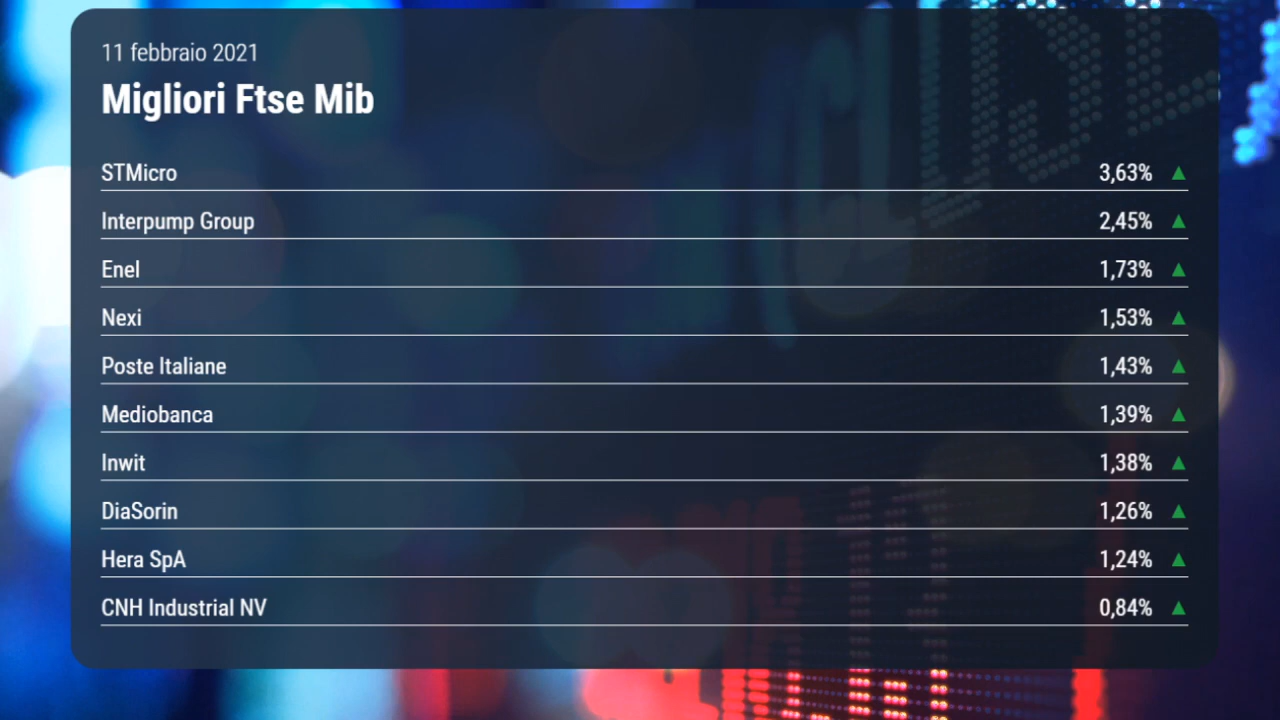 11 febbraio 2021
Migliori Ftse Mib
STMicro 3,63% ▲
Interpump Group 2,45% ▲
Enel 1,73% ▲
Nexi 1,53% ▲
Poste Italiane 1,43% ▲
Mediobanca 1,39% ▲
Inwit 1,38% ▲
DiaSorin 1,26% ▲
Hera SpA 1,24% ▲
CNH Industrial NV 0,84% ▲